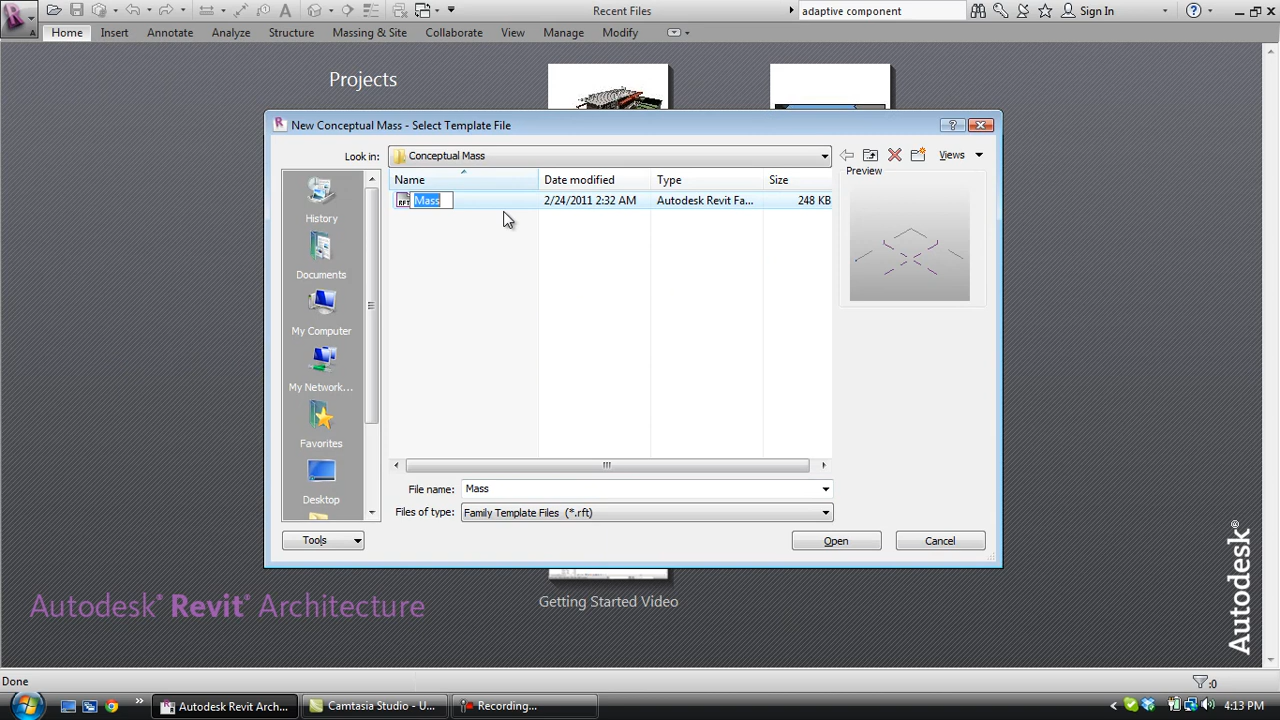 Recent Files
adaptive component
Sign In
Home Insert Annotate Analyze Structure Massing & Site Collaborate View Manage Modify
Projects
New Conceptual Mass - Select Template File
Look in: Conceptual Mass
Views
Name Date modified Type Size
Preview
Mass 2/24/2011 2:32 AM Autodesk Revit Fa... 248 KB
History
Documents
My Computer
My Network...
Favorites
Desktop
File name: Mass
Files of type: Family Template Files (*.rft)
Tools Open Cancel
Getting Started Video
Autodesk® Revit® Architecture
Autodesk®
Done
:0
Autodesk Revit Arch... Camtasia Studio - U... Recording...
4:13 PM